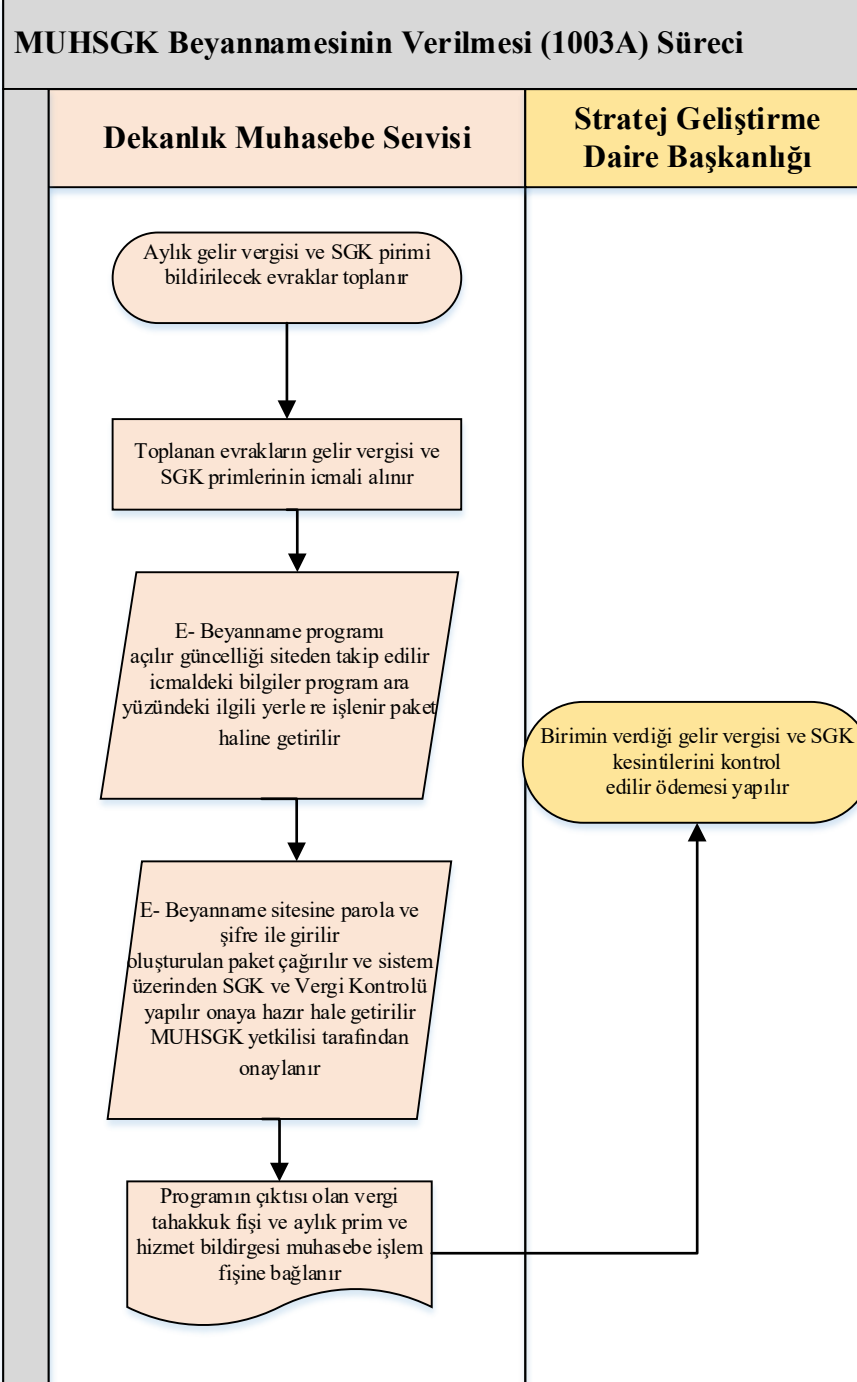 MUHSGK Beyannamesinin Verilmesi (1003A) Süreci
Dekanlık Muhasebe Servisi
Stratej Geliştirme
Daire Başkanlığı
Aylık gelir vergisi ve SGK pirimi
bildirilecek evraklar toplanır
Toplanan evrakların gelir vergisi ve
SGK primlerinin icmali alınır
E- Beyanname programı
açılır güncelliği siteden takip edilir
icmaldeki bilgiler program ara
yüzündeki ilgili yerle re işlenir paket
haline getirilir
Birimin verdiği gelir vergisi ve SGK
kesintilerini kontrol
edilir ödemesi yapılır
E- Beyanname sitesine parola ve
şifre ile girilir
oluşturulan paket çağırılır ve sistem
üzerinden SGK ve Vergi Kontrolü
yapılır onaya hazır hale getirilir
MUHSGK yetkilisi tarafından
onaylanır
Programın çıktısı olan vergi
tahakkuk fişi ve aylık prim ve
hizmet bildirgesi muhasebe işlem
fişine bağlanır